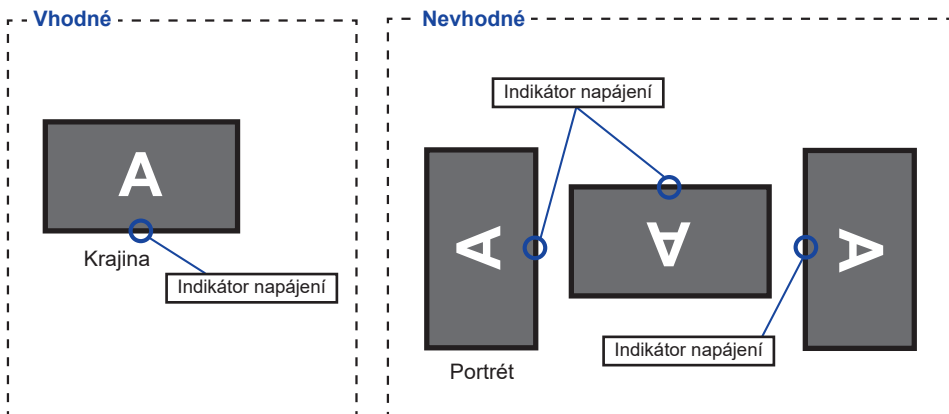 Vhodné
A
Krajina
Indikátor napájení
Nevhodné
Indikátor napájení
A
A
A
Indikátor napájení
Portrét